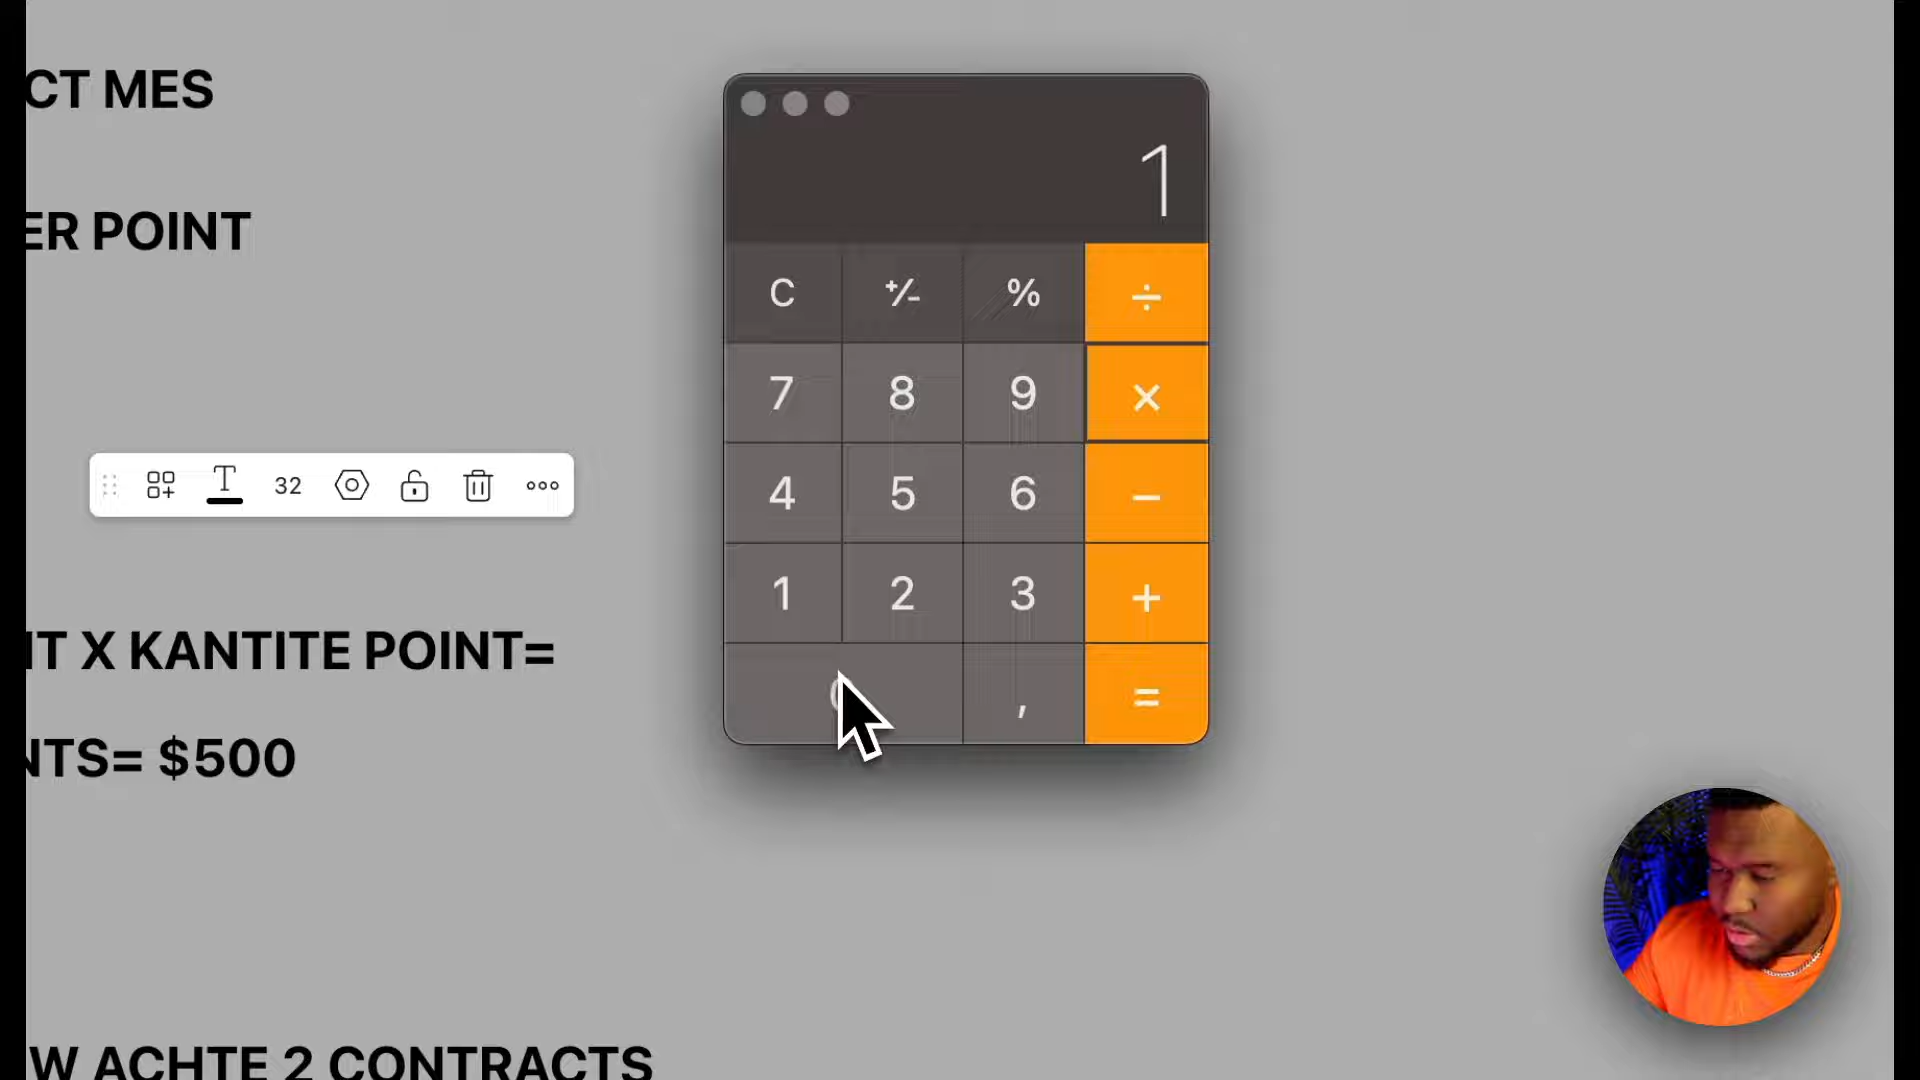 CT MES
1
ER POINT
C +/- % ÷
7 8 9 ×
4 5 6 −
32
1 2 3 +
T X KANTITE POINT=
, =
NTS= $500
W ACHTE 2 CONTRACTS